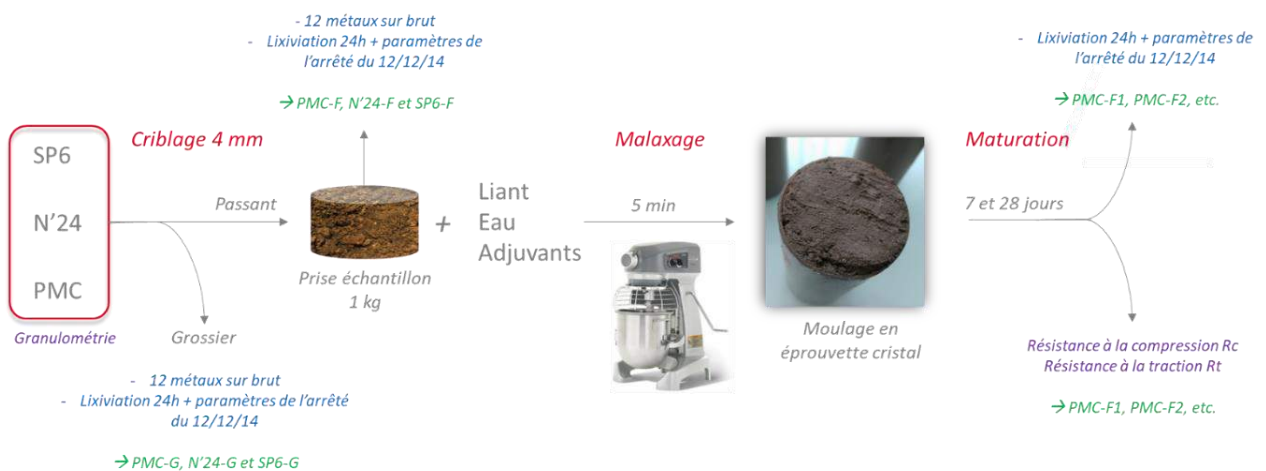 - 12 métaux sur brut
- Lixiviation 24h + paramètres de
l'arrêté du 12/12/14
→ PMC-F, N'24-F et SP6-F
- Lixiviation 24h + paramètres de
l'arrêté du 12/12/14
→ PMC-F1, PMC-F2, etc.
SP6
N'24
PMC
Granulométrie
Criblage 4 mm
Passant
Grossier
- 12 métaux sur brut
- Lixiviation 24h + paramètres de l'arrêté
du 12/12/14
→ PMC-G, N'24-G et SP6-G
Prise échantillon
1 kg
+
Liant
Eau
Adjuvants
Malaxage
5 min
Moulage en
éprouvette cristal
Maturation
7 et 28 jours
Résistance à la compression Rc
Résistance à la traction Rt
→ PMC-F1, PMC-F2, etc.